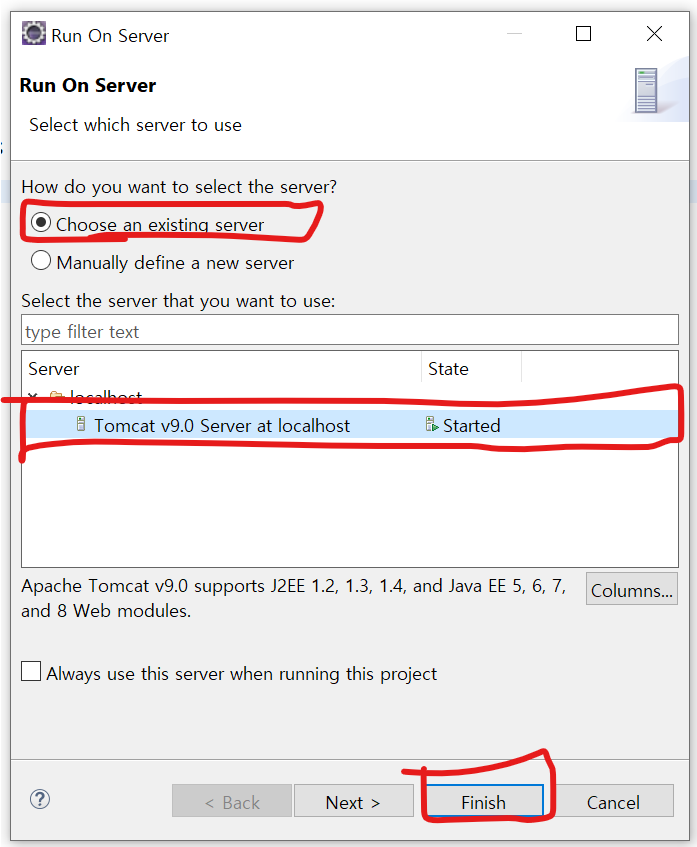 Run On Server
Run On Server
Select which server to use
How do you want to select the server?
Choose an existing server
Manually define a new server
Select the server that you want to use:
type filter text
Server State
localhost
Tomcat v9.0 Server at localhost Started
Apache Tomcat v9.0 supports J2EE 1.2, 1.3, 1.4, and Java EE 5, 6, 7,
and 8 Web modules.
Columns...
Always use this server when running this project
? < Back Next > Finish Cancel